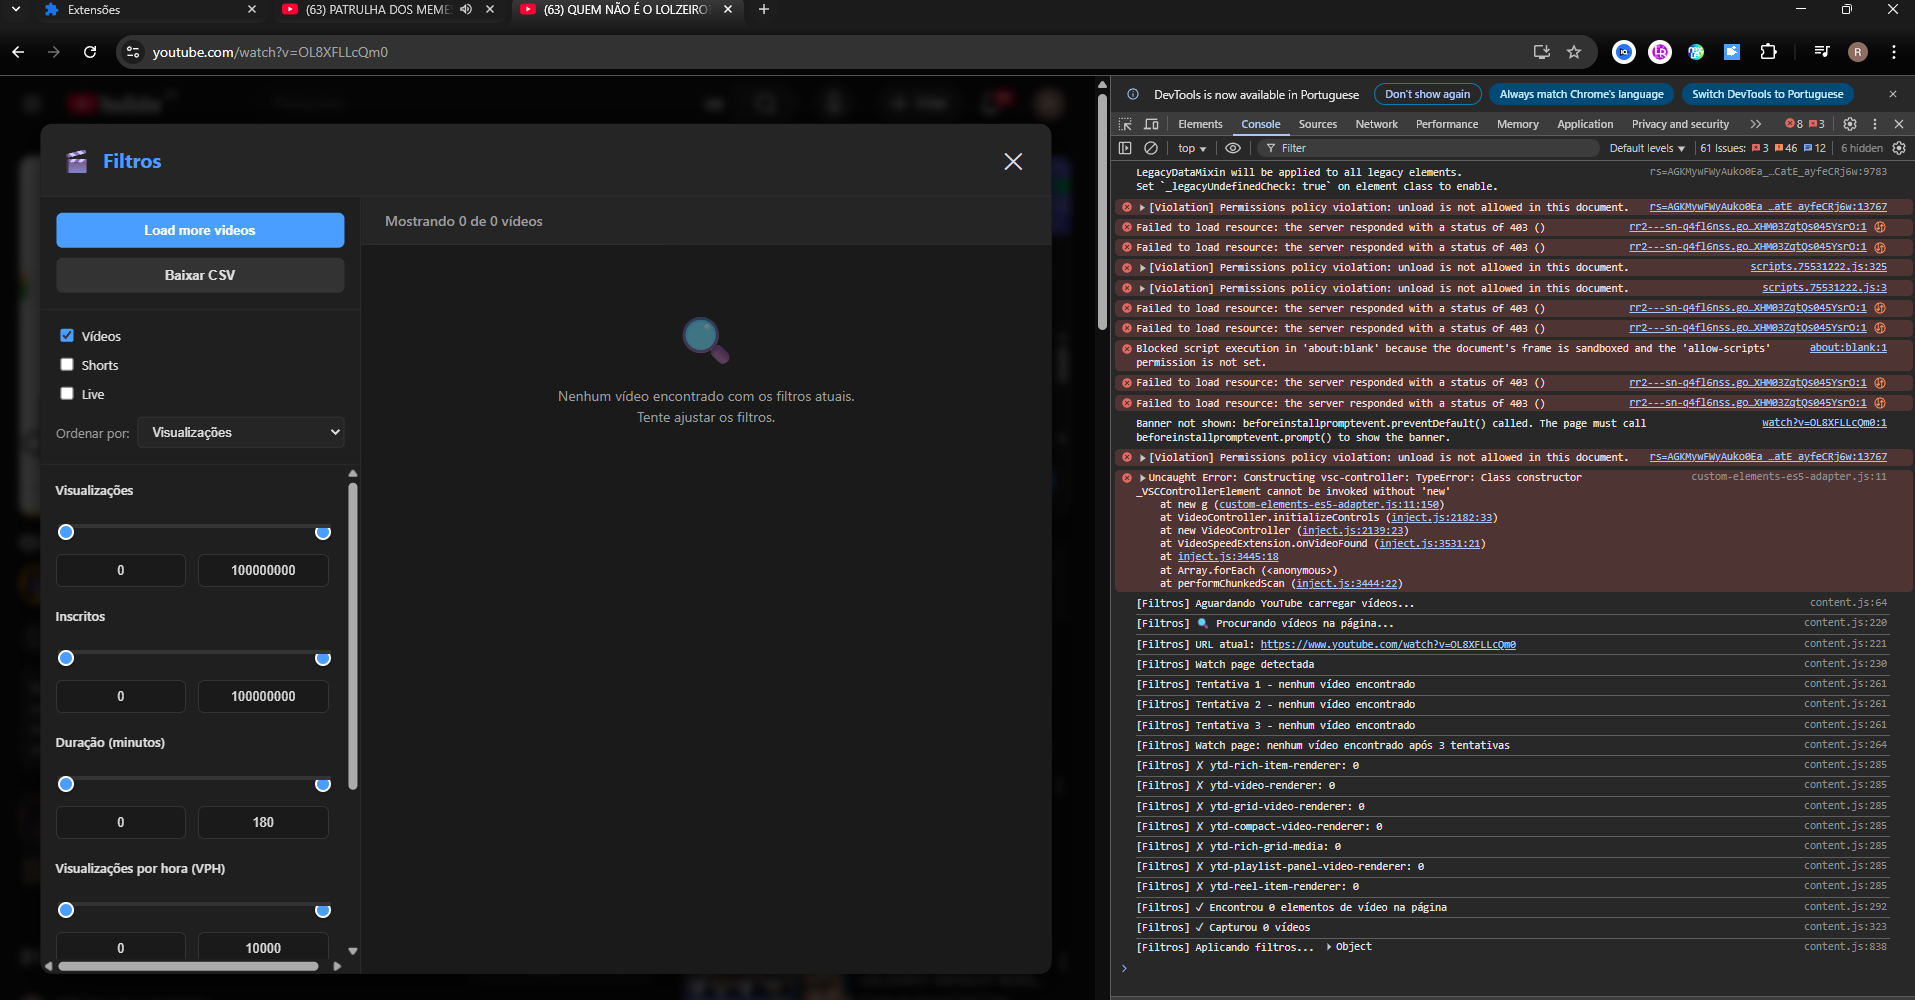 Extensões
(63) PATRULHA DOS MEME
(63) QUEM NÃO É O LOLZEIRO
youtube.com/watch?v=OL8XFLLcQm0
R
DevTools is now available in Portuguese
Don't show again
Always match Chrome's language
Switch DevTools to Portuguese
Elements
Console
Sources
Network
Performance
Memory
Application
Privacy and security
8
3
top
Filter
Default levels
61 Issues:
3
46
12
6 hidden
Filtros
Load more videos
Baixar CSV
Vídeos
Shorts
Live
Ordenar por:
Visualizações
Visualizações
0
100000000
Inscritos
0
100000000
Duração (minutos)
0
180
Visualizações por hora (VPH)
0
10000
Mostrando 0 de 0 vídeos
Nenhum vídeo encontrado com os filtros atuais.
Tente ajustar os filtros.
LegacyDataMixin will be applied to all legacy elements.
rs=AGKMywFWyAuko0Ea_…CatE_ayfeCRj6w:9783
Set `_legacyUndefinedCheck: true` on element class to enable.
[Violation] Permissions policy violation: unload is not allowed in this document.
rs=AGKMywFWyAuko0Ea_…atE_ayfeCRj6w:13767
Failed to load resource: the server responded with a status of 403 ()
rr2---sn-q4fl6nss.go…XHM03ZqtQs045YsrO:1
Failed to load resource: the server responded with a status of 403 ()
rr2---sn-q4fl6nss.go…XHM03ZqtQs045YsrO:1
[Violation] Permissions policy violation: unload is not allowed in this document.
scripts.75531222.js:325
[Violation] Permissions policy violation: unload is not allowed in this document.
scripts.75531222.js:3
Failed to load resource: the server responded with a status of 403 ()
rr2---sn-q4fl6nss.go…XHM03ZqtQs045YsrO:1
Failed to load resource: the server responded with a status of 403 ()
rr2---sn-q4fl6nss.go…XHM03ZqtQs045YsrO:1
Blocked script execution in 'about:blank' because the document's frame is sandboxed and the 'allow-scripts'
about:blank:1
permission is not set.
Failed to load resource: the server responded with a status of 403 ()
rr2---sn-q4fl6nss.go…XHM03ZqtQs045YsrO:1
Failed to load resource: the server responded with a status of 403 ()
rr2---sn-q4fl6nss.go…XHM03ZqtQs045YsrO:1
Banner not shown: beforeinstallpromptevent.preventDefault() called. The page must call
watch?v=OL8XFLLcQm0:1
beforeinstallpromptevent.prompt() to show the banner.
[Violation] Permissions policy violation: unload is not allowed in this document.
rs=AGKMywFWyAuko0Ea_…atE_ayfeCRj6w:13767
Uncaught Error: Constructing vsc-controller: TypeError: Class constructor
custom-elements-es5-adapter.js:11
_VSCControllerElement cannot be invoked without 'new'
at new g (custom-elements-es5-adapter.js:11:150)
at VideoController.initializeControls (inject.js:2182:33)
at new VideoController (inject.js:2139:23)
at VideoSpeedExtension.onVideoFound (inject.js:3531:21)
at inject.js:3445:18
at Array.forEach (<anonymous>)
at performChunkedScan (inject.js:3444:22)
[Filtros] Aguardando YouTube carregar vídeos...
content.js:64
[Filtros] 🔍 Procurando vídeos na página...
content.js:220
[Filtros] URL atual: https://www.youtube.com/watch?v=OL8XFLLcQm0
content.js:221
[Filtros] Watch page detectada
content.js:230
[Filtros] Tentativa 1 - nenhum vídeo encontrado
content.js:261
[Filtros] Tentativa 2 - nenhum vídeo encontrado
content.js:261
[Filtros] Tentativa 3 - nenhum vídeo encontrado
content.js:261
[Filtros] Watch page: nenhum vídeo encontrado após 3 tentativas
content.js:264
[Filtros] ✗ ytd-rich-item-renderer: 0
content.js:285
[Filtros] ✗ ytd-video-renderer: 0
content.js:285
[Filtros] ✗ ytd-grid-video-renderer: 0
content.js:285
[Filtros] ✗ ytd-compact-video-renderer: 0
content.js:285
[Filtros] ✗ ytd-rich-grid-media: 0
content.js:285
[Filtros] ✗ ytd-playlist-panel-video-renderer: 0
content.js:285
[Filtros] ✗ ytd-reel-item-renderer: 0
content.js:285
[Filtros] ✓ Encontrou 0 elementos de vídeo na página
content.js:292
[Filtros] ✓ Capturou 0 vídeos
content.js:323
[Filtros] Aplicando filtros... Object
content.js:838